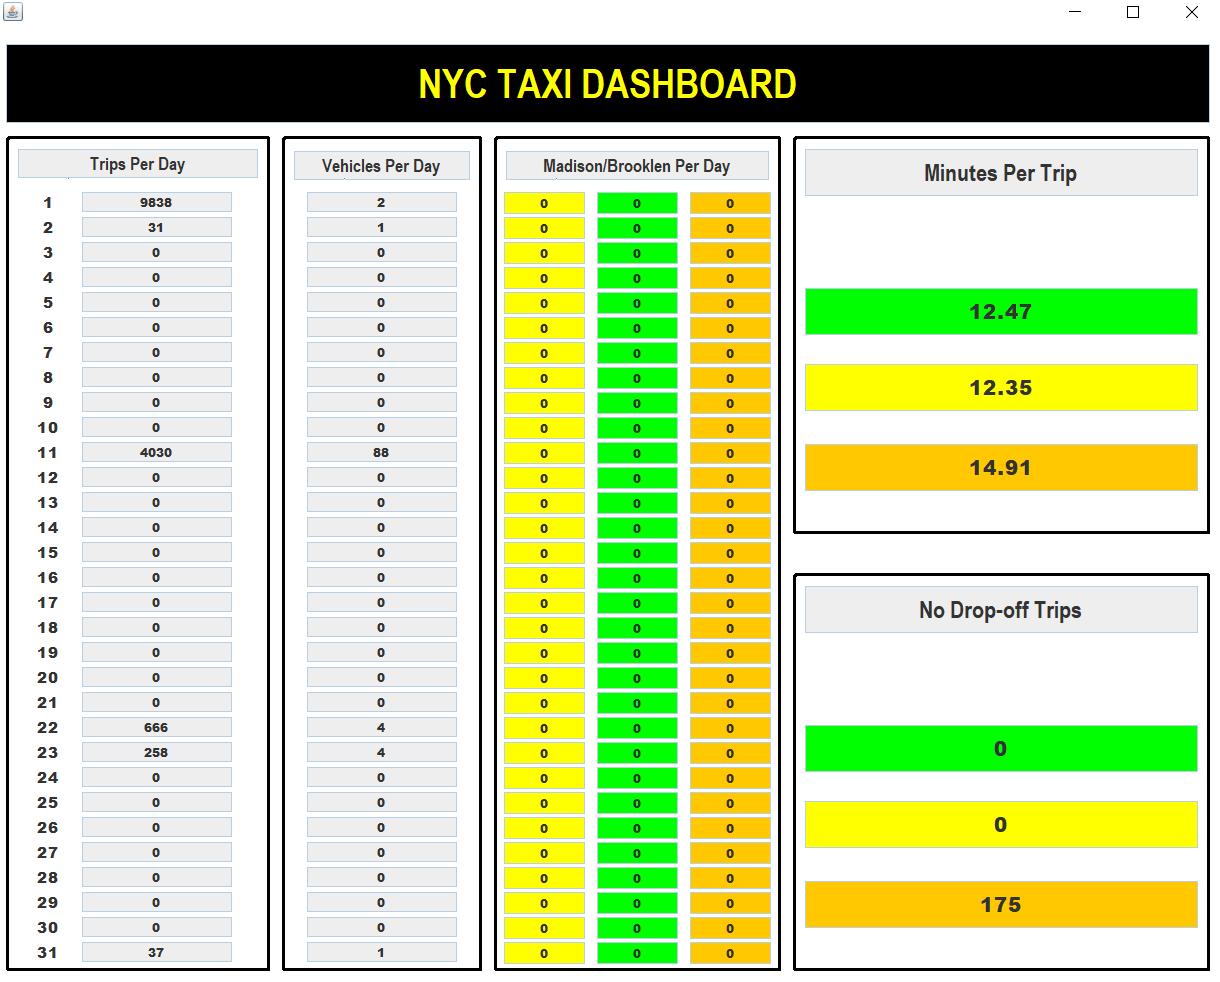 NYC TAXI DASHBOARD
Trips Per Day Vehicles Per Day Madison/Brooklen Per Day
1 9838 2 0 0 0
2 31 1 0 0 0
3 0 0 0 0 0
4 0 0 0 0 0
5 0 0 0 0 0
6 0 0 0 0 0
7 0 0 0 0 0
8 0 0 0 0 0
9 0 0 0 0 0
10 0 0 0 0 0
11 4030 88 0 0 0
12 0 0 0 0 0
13 0 0 0 0 0
14 0 0 0 0 0
15 0 0 0 0 0
16 0 0 0 0 0
17 0 0 0 0 0
18 0 0 0 0 0
19 0 0 0 0 0
20 0 0 0 0 0
21 0 0 0 0 0
22 666 4 0 0 0
23 258 4 0 0 0
24 0 0 0 0 0
25 0 0 0 0 0
26 0 0 0 0 0
27 0 0 0 0 0
28 0 0 0 0 0
29 0 0 0 0 0
30 0 0 0 0 0
31 37 1 0 0 0
Minutes Per Trip
12.47
12.35
14.91
No Drop-off Trips
0
0
175